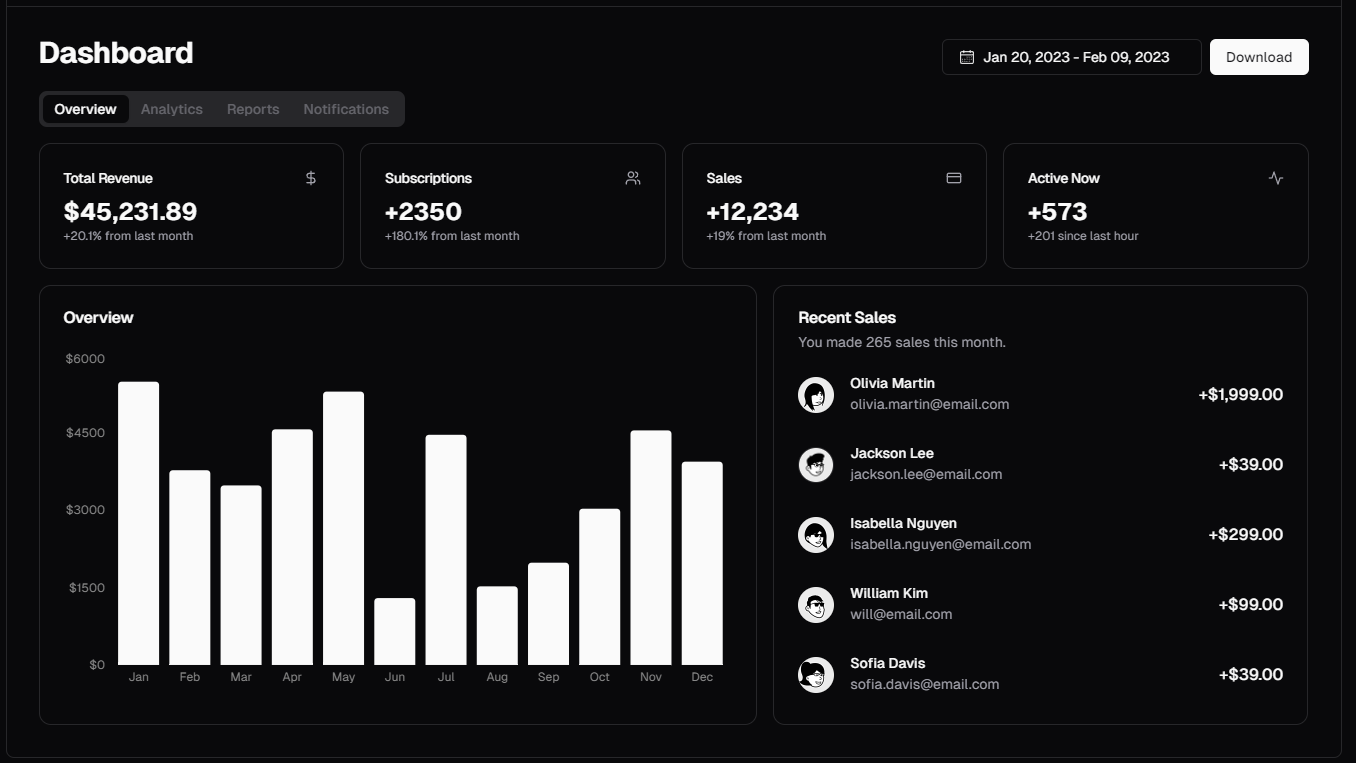 Dashboard
Jan 20, 2023 - Feb 09, 2023
Download
Overview
Analytics
Reports
Notifications
Total Revenue
$45,231.89
+20.1% from last month
Subscriptions
+2350
+180.1% from last month
Sales
+12,234
+19% from last month
Active Now
+573
+201 since last hour
Overview
$6000
$4500
$3000
$1500
$0
Jan Feb Mar Apr May Jun Jul Aug Sep Oct Nov Dec
Recent Sales
You made 265 sales this month.
Olivia Martin
olivia.martin@email.com
+$1,999.00
Jackson Lee
jackson.lee@email.com
+$39.00
Isabella Nguyen
isabella.nguyen@email.com
+$299.00
William Kim
will@email.com
+$99.00
Sofia Davis
sofia.davis@email.com
+$39.00